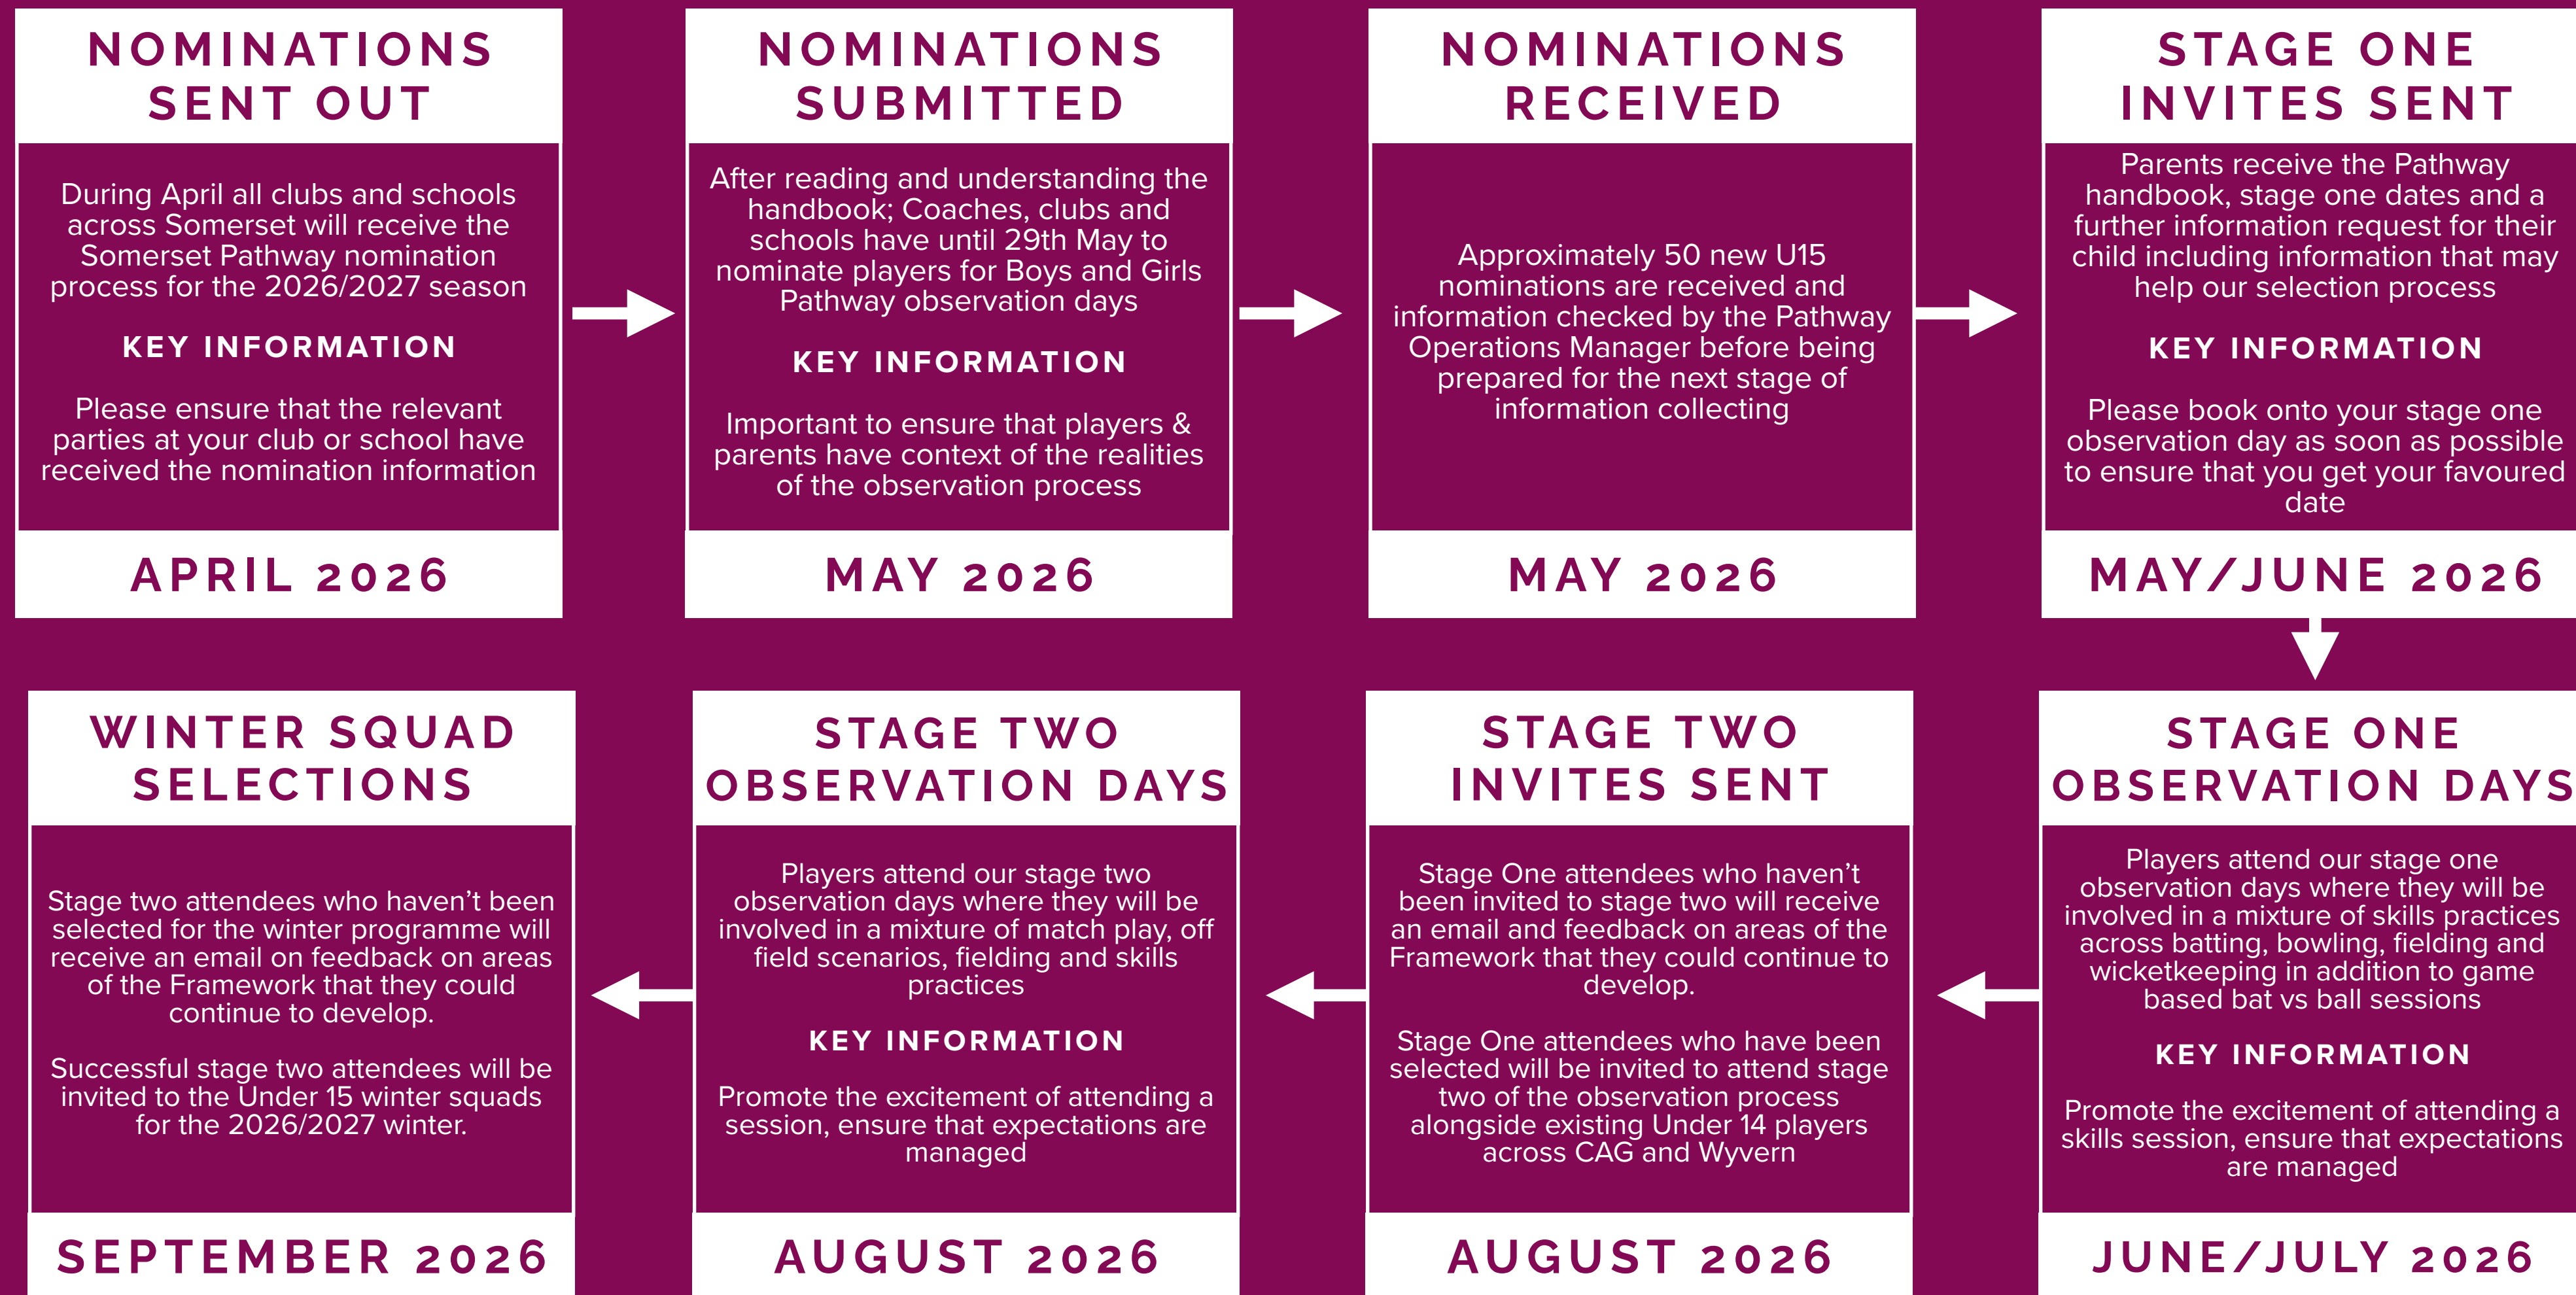 NOMINATIONS
SENT OUT
During April all clubs and schools
across Somerset will receive the
Somerset Pathway nomination
process for the 2026/2027 season
KEY INFORMATION
Please ensure that the relevant
parties at your club or school have
received the nomination information
APRIL 2026
NOMINATIONS
SUBMITTED
After reading and understanding the
handbook; Coaches, clubs and
schools have until 29th May to
nominate players for Boys and Girls
Pathway observation days
KEY INFORMATION
Important to ensure that players &
parents have context of the realities
of the observation process
MAY 2026
NOMINATIONS
RECEIVED
Approximately 50 new U15
nominations are received and
information checked by the Pathway
Operations Manager before being
prepared for the next stage of
information collecting
MAY 2026
STAGE ONE
INVITES SENT
Parents receive the Pathway
handbook, stage one dates and a
further information request for their
child including information that may
help our selection process
KEY INFORMATION
Please book onto your stage one
observation day as soon as possible
to ensure that you get your favoured
date
MAY/JUNE 2026
STAGE ONE
OBSERVATION DAYS
Players attend our stage one
observation days where they will be
involved in a mixture of skills practices
across batting, bowling, fielding and
wicketkeeping in addition to game
based bat vs ball sessions
KEY INFORMATION
Promote the excitement of attending a
skills session, ensure that expectations
are managed
JUNE/JULY 2026
STAGE TWO
INVITES SENT
Stage One attendees who haven't
been invited to stage two will receive
an email and feedback on areas of the
Framework that they could continue to
develop.
Stage One attendees who have been
selected will be invited to attend stage
two of the observation process
alongside existing Under 14 players
across CAG and Wyvern
AUGUST 2026
STAGE TWO
OBSERVATION DAYS
Players attend our stage two
observation days where they will be
involved in a mixture of match play, off
field scenarios, fielding and skills
practices
KEY INFORMATION
Promote the excitement of attending a
session, ensure that expectations are
managed
AUGUST 2026
WINTER SQUAD
SELECTIONS
Stage two attendees who haven't been
selected for the winter programme will
receive an email on feedback on areas
of the Framework that they could
continue to develop.
Successful stage two attendees will be
invited to the Under 15 winter squads
for the 2026/2027 winter.
SEPTEMBER 2026